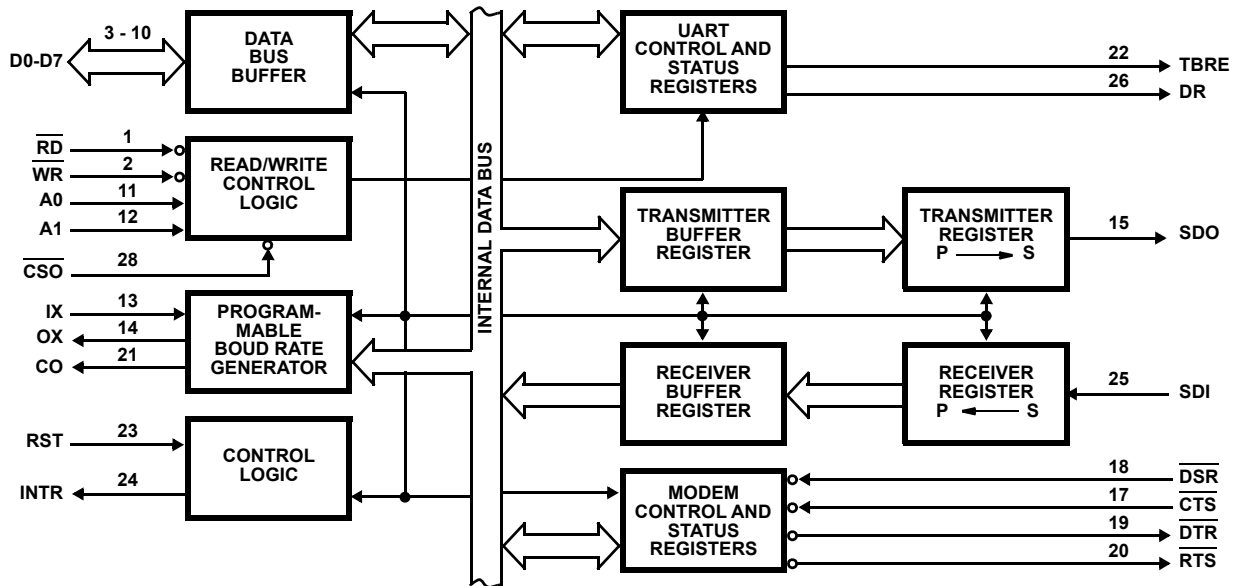 D0-D7
3 - 10
DATA
BUS
BUFFER
RD
1
WR
2
A0
11
A1
12
READ/WRITE
CONTROL
LOGIC
CSO
28
IX
13
OX
14
CO
21
PROGRAM-
MABLE
BOUD RATE
GENERATOR
RST
23
INTR
24
CONTROL
LOGIC
INTERNAL DATA BUS
UART
CONTROL AND
STATUS
REGISTERS
22
TBRE
26
DR
TRANSMITTER
BUFFER
REGISTER
TRANSMITTER
REGISTER
P S
15
SDO
RECEIVER
BUFFER
REGISTER
RECEIVER
REGISTER
P S
25
SDI
MODEM
CONTROL AND
STATUS
REGISTERS
18
DSR
17
CTS
19
DTR
20
RTS